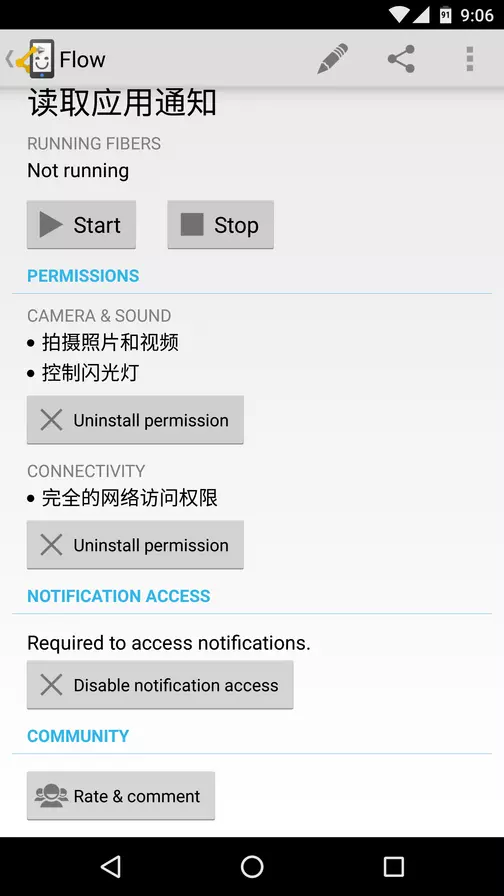 91 9:06
Flow
读取应用通知
RUNNING FIBERS
Not running
Start Stop
PERMISSIONS
CAMERA & SOUND
• 拍摄照片和视频
• 控制闪光灯
Uninstall permission
CONNECTIVITY
• 完全的网络访问权限
Uninstall permission
NOTIFICATION ACCESS
Required to access notifications.
Disable notification access
COMMUNITY
Rate & comment